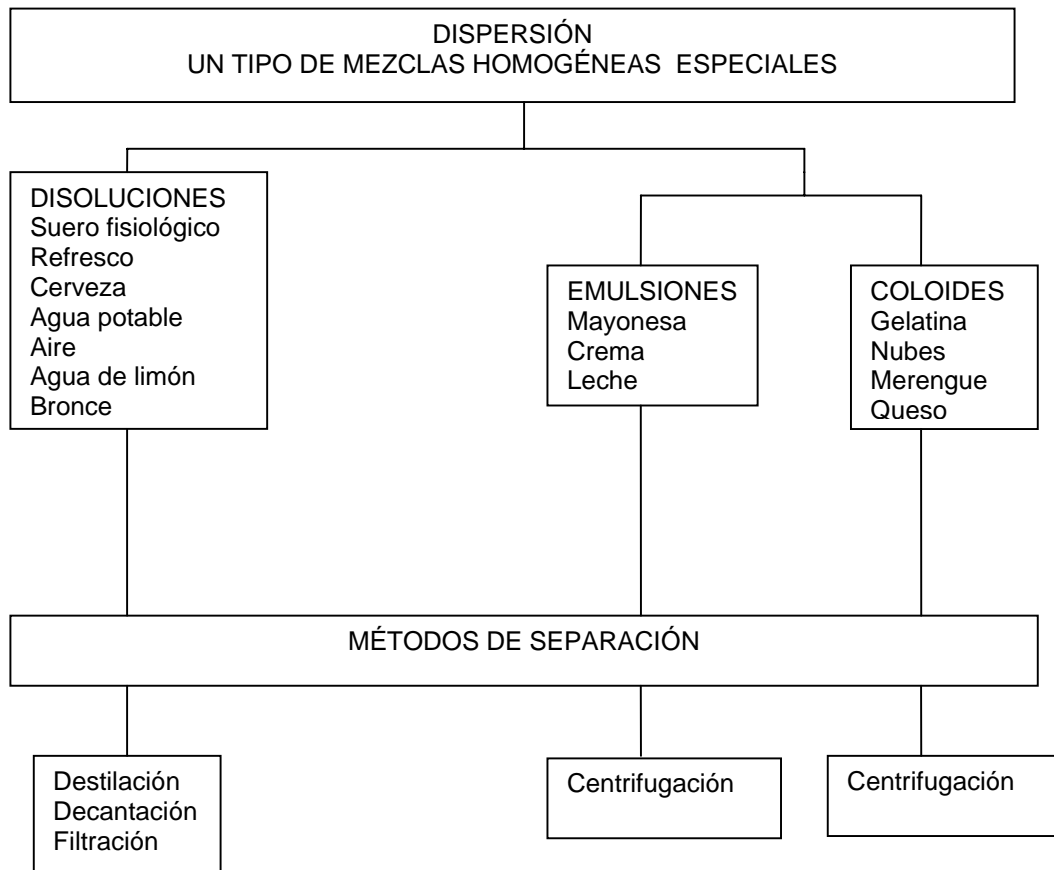 DISPERSIÓN
UN TIPO DE MEZCLAS HOMOGÉNEAS ESPECIALES
DISOLUCIONES
Suero fisiológico
Refresco
Cerveza
Agua potable
Aire
Agua de limón
Bronce
EMULSIONES
Mayonesa
Crema
Leche
COLOIDES
Gelatina
Nubes
Merengue
Queso
MÉTODOS DE SEPARACIÓN
Destilación
Decantación
Filtración
Centrifugación
Centrifugación